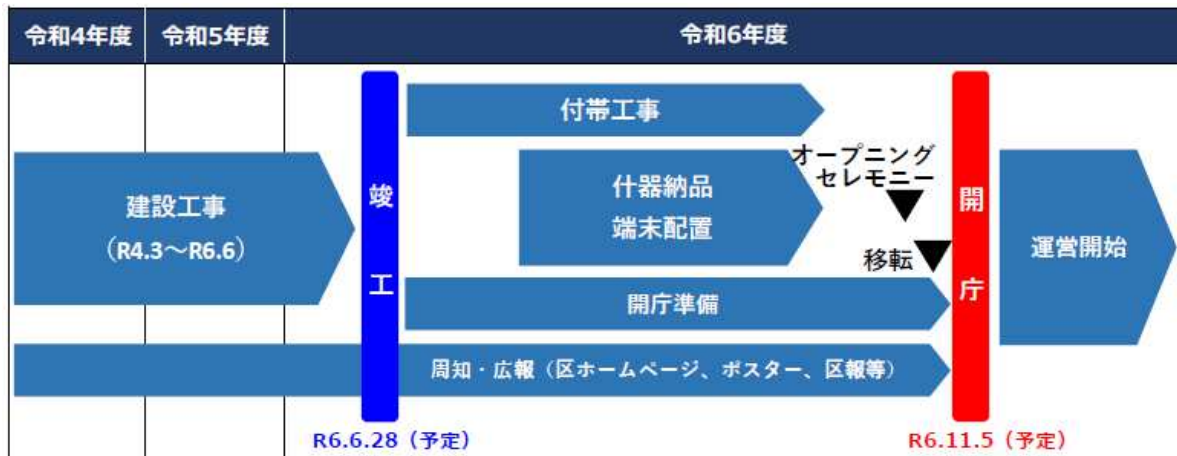 令和4年度 令和5年度 令和6年度
付帯工事
オープニング
セレモニー
建設工事
（R4.3～R6.6）
竣工
什器納品
端末配置
移転
開庁
運営開始
開庁準備
周知・広報（区ホームページ、ポスター、区報等）
R6.6.28（予定）
R6.11.5（予定）